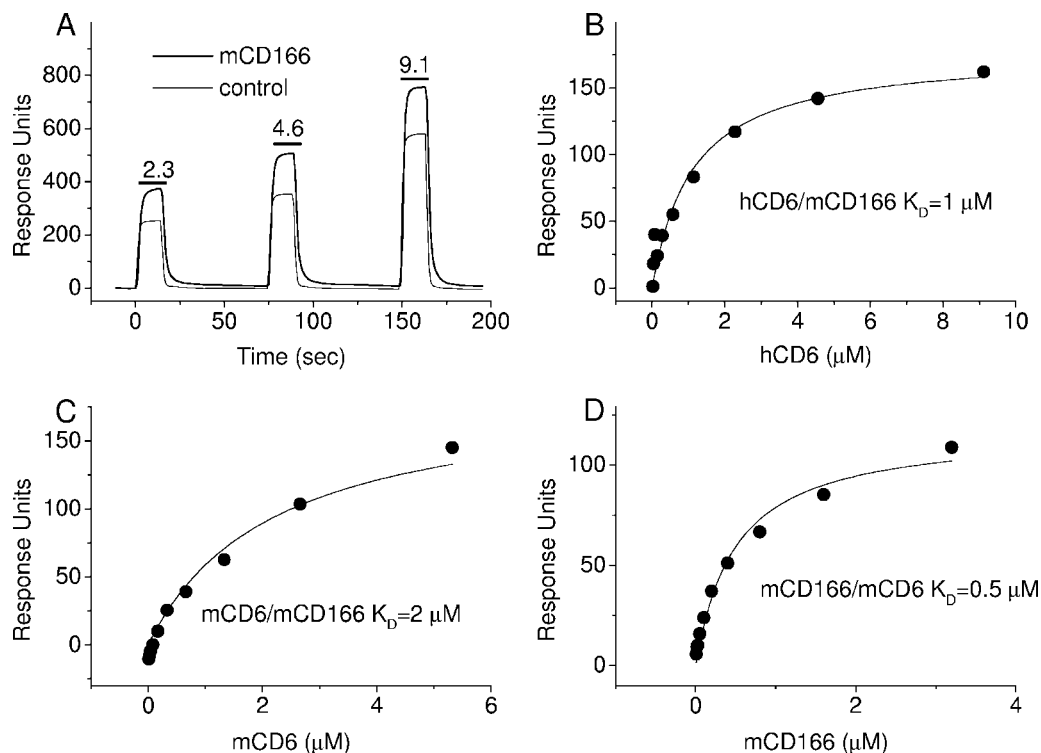 A
mCD166
control
2.3
4.6
9.1
800
600
400
200
0
0
50
100
150
200
Response Units
Time (sec)
B
150
100
50
0
0
2
4
6
8
10
Response Units
hCD6/mCD166 K_D=1 μM
hCD6 (μM)
C
150
100
50
0
0
2
4
6
Response Units
mCD6/mCD166 K_D=2 μM
mCD6 (μM)
D
100
50
0
0
2
4
Response Units
mCD166/mCD6 K_D=0.5 μM
mCD166 (μM)